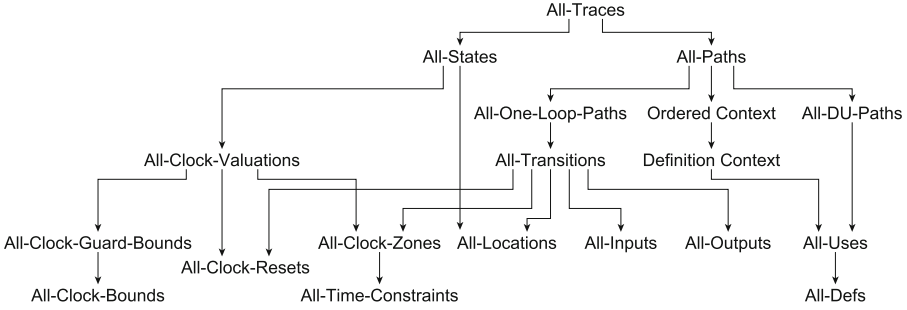 All-Traces
All-States
All-Paths
All-One-Loop-Paths
Ordered Context
All-DU-Paths
All-Clock-Valuations
All-Transitions
Definition Context
All-Clock-Guard-Bounds
All-Clock-Resets
All-Clock-Zones
All-Locations
All-Inputs
All-Outputs
All-Uses
All-Clock-Bounds
All-Time-Constraints
All-Defs